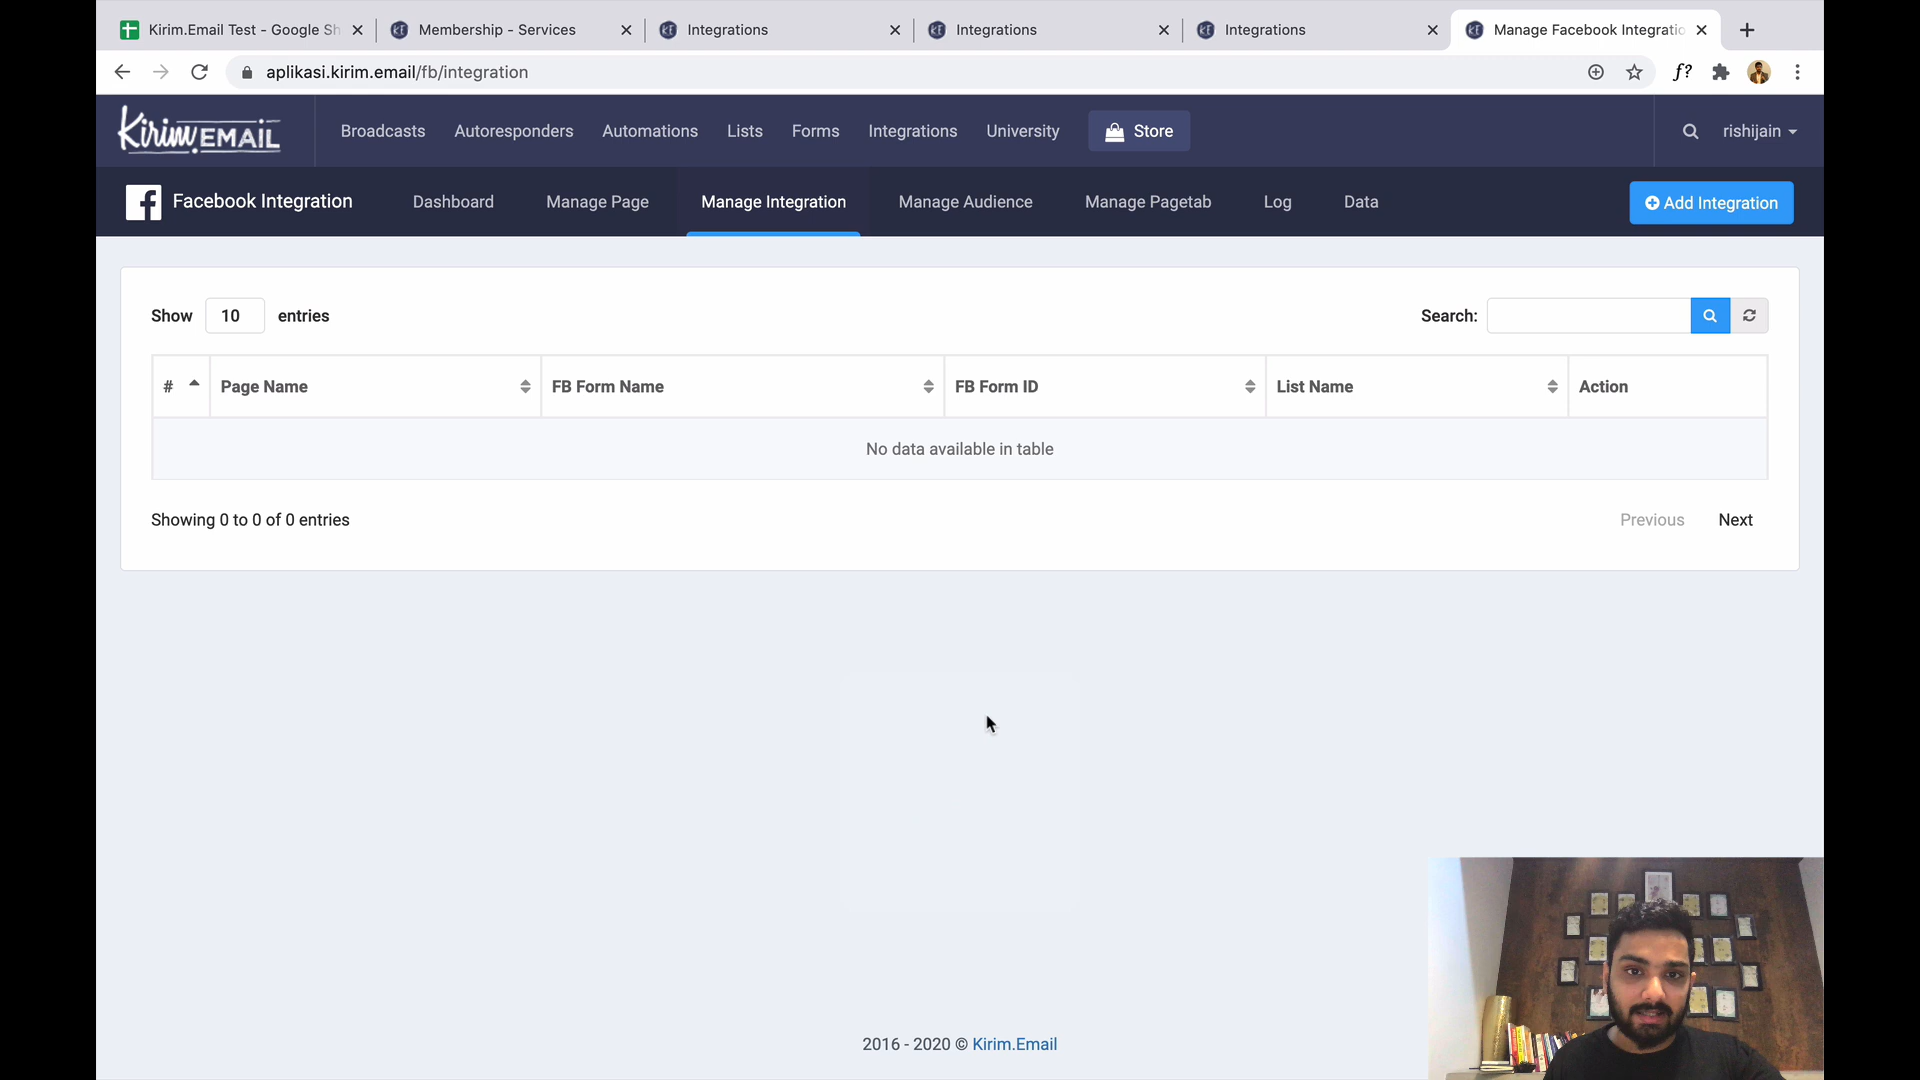 Kirim.Email Test - Google Sh
Membership - Services
Integrations
Integrations
Integrations
Manage Facebook Integratio
aplikasi.kirim.email/fb/integration
f?
Kirim.EMAIL
Broadcasts
Autoresponders
Automations
Lists
Forms
Integrations
University
Store
rishijain
Facebook Integration
Dashboard
Manage Page
Manage Integration
Manage Audience
Manage Pagetab
Log
Data
Add Integration
Show 10 entries
Search:
# Page Name FB Form Name FB Form ID List Name Action
No data available in table
Showing 0 to 0 of 0 entries
Previous Next
2016 - 2020 © Kirim.Email